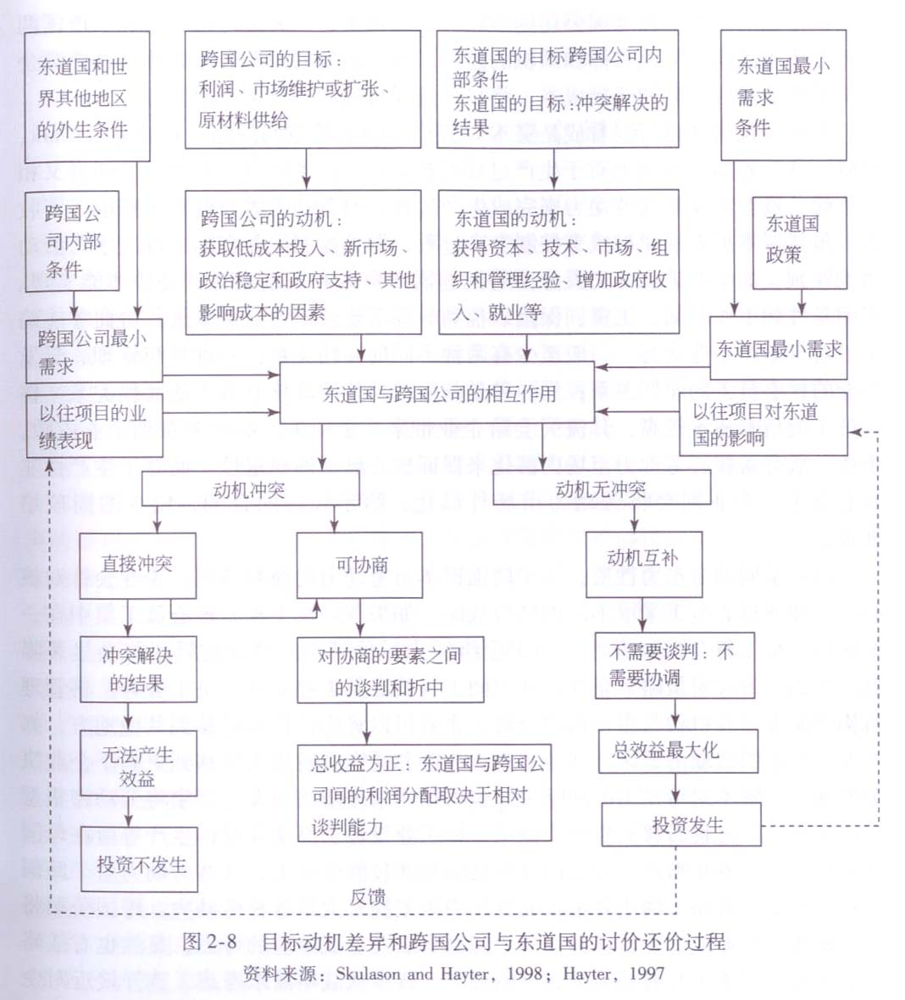 东道国和世
界其他地区
的外生条件
跨国公司的目标：
利润、市场维护或扩张、
原材料供给
东道国的目标:跨国公司内
部条件
东道国的目标:冲突解决的
结果
东道国最小
需求
条件
跨国公
司内部
条件
跨国公司的动机：
获取低成本投入、新市场、
政治稳定和政府支持、其他
影响成本的因素
东道国的动机：
获得资本、技术、市场、组
织和管理经验、增加政府收
入、就业等
东道国
政策
跨国公司最小
需求
东道国最小需求
东道国与跨国公司的相互作用
以往项目的业
绩表现
以往项目对东道
国的影响
动机冲突
动机无冲突
直接冲突
可协商
动机互补
冲突解决
的结果
对协商的要素之间
的谈判和折中
不需要谈判：不
需要协调
无法产生
效益
总收益为正：东道国与跨国公
司间的利润分配取决于相对
谈判能力
总效益最大化
投资不发生
投资发生
反馈
图2-8 目标动机差异和跨国公司与东道国的讨价还价过程
资料来源：Skulason and Hayter, 1998; Hayter, 1997